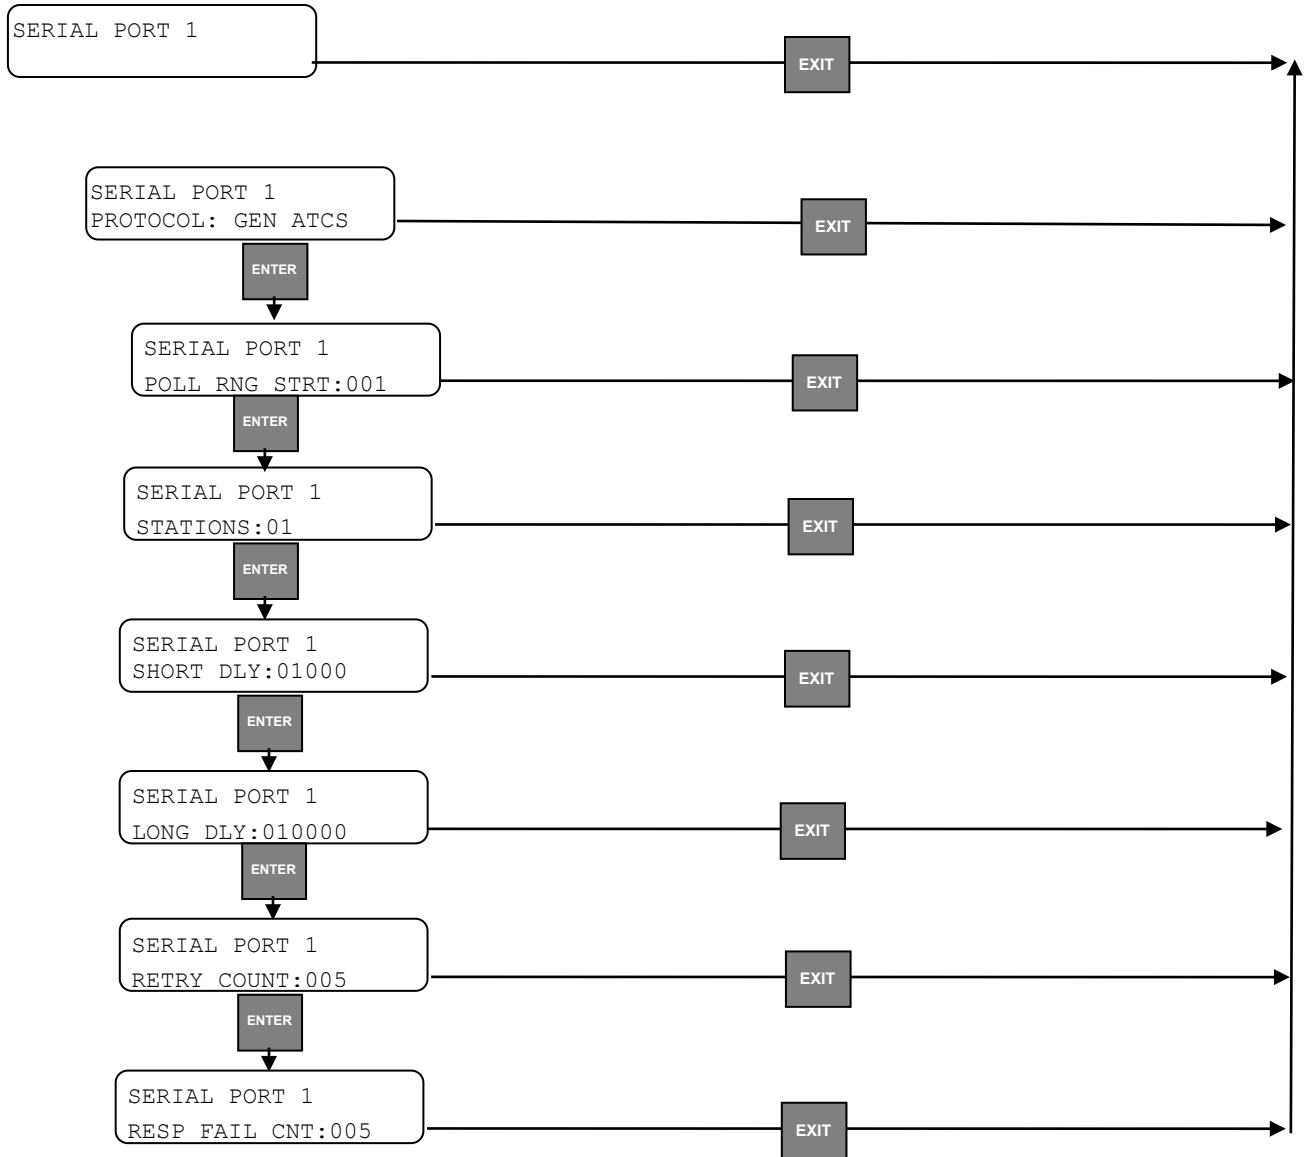 SERIAL PORT 1
EXIT
SERIAL PORT 1
PROTOCOL: GEN ATCS
EXIT
ENTER
SERIAL PORT 1
POLL RNG STRT:001
EXIT
ENTER
SERIAL PORT 1
STATIONS:01
EXIT
ENTER
SERIAL PORT 1
SHORT DLY:01000
EXIT
ENTER
SERIAL PORT 1
LONG DLY:010000
EXIT
ENTER
SERIAL PORT 1
RETRY COUNT:005
EXIT
ENTER
SERIAL PORT 1
RESP FAIL CNT:005
EXIT